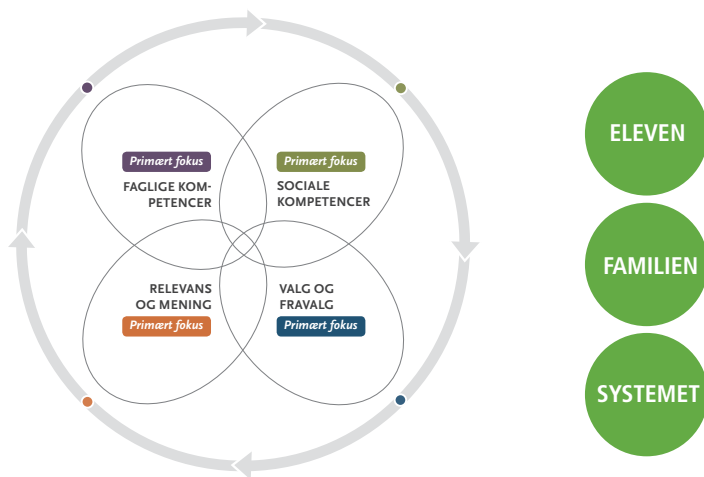 Primært fokus
FAGLIGE KOM-
PETENCER
Primært fokus
SOCIALE
KOMPETENCER
RELEVANS
OG MENING
Primært fokus
VALG OG
FRAVALG
Primært fokus
ELEVEN
FAMILIEN
SYSTEMET